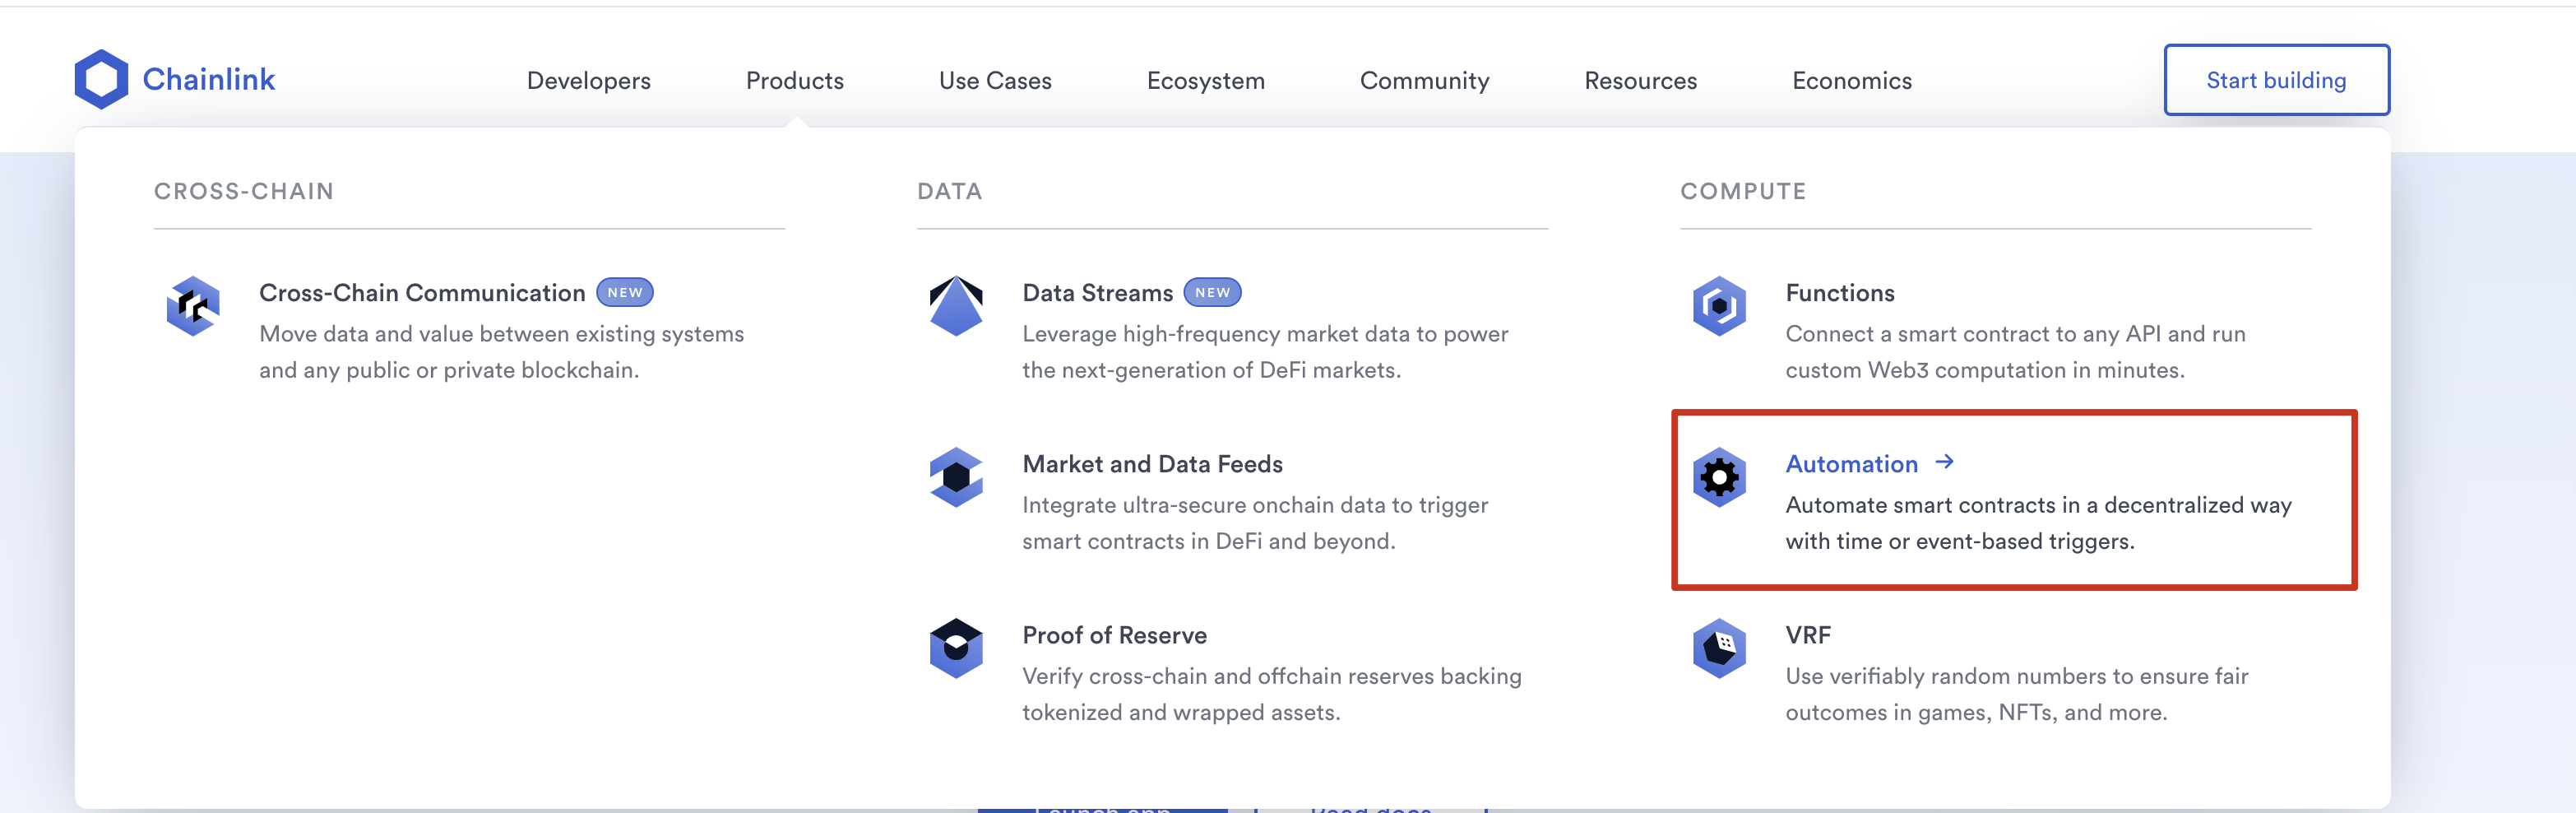 Chainlink
Developers
Products
Use Cases
Ecosystem
Community
Resources
Economics
Start building
CROSS-CHAIN
Cross-Chain Communication NEW
Move data and value between existing systems
and any public or private blockchain.
DATA
Data Streams NEW
Leverage high-frequency market data to power
the next-generation of DeFi markets.
Market and Data Feeds
Integrate ultra-secure onchain data to trigger
smart contracts in DeFi and beyond.
Proof of Reserve
Verify cross-chain and offchain reserves backing
tokenized and wrapped assets.
COMPUTE
Functions
Connect a smart contract to any API and run
custom Web3 computation in minutes.
Automation →
Automate smart contracts in a decentralized way
with time or event-based triggers.
VRF
Use verifiably random numbers to ensure fair
outcomes in games, NFTs, and more.